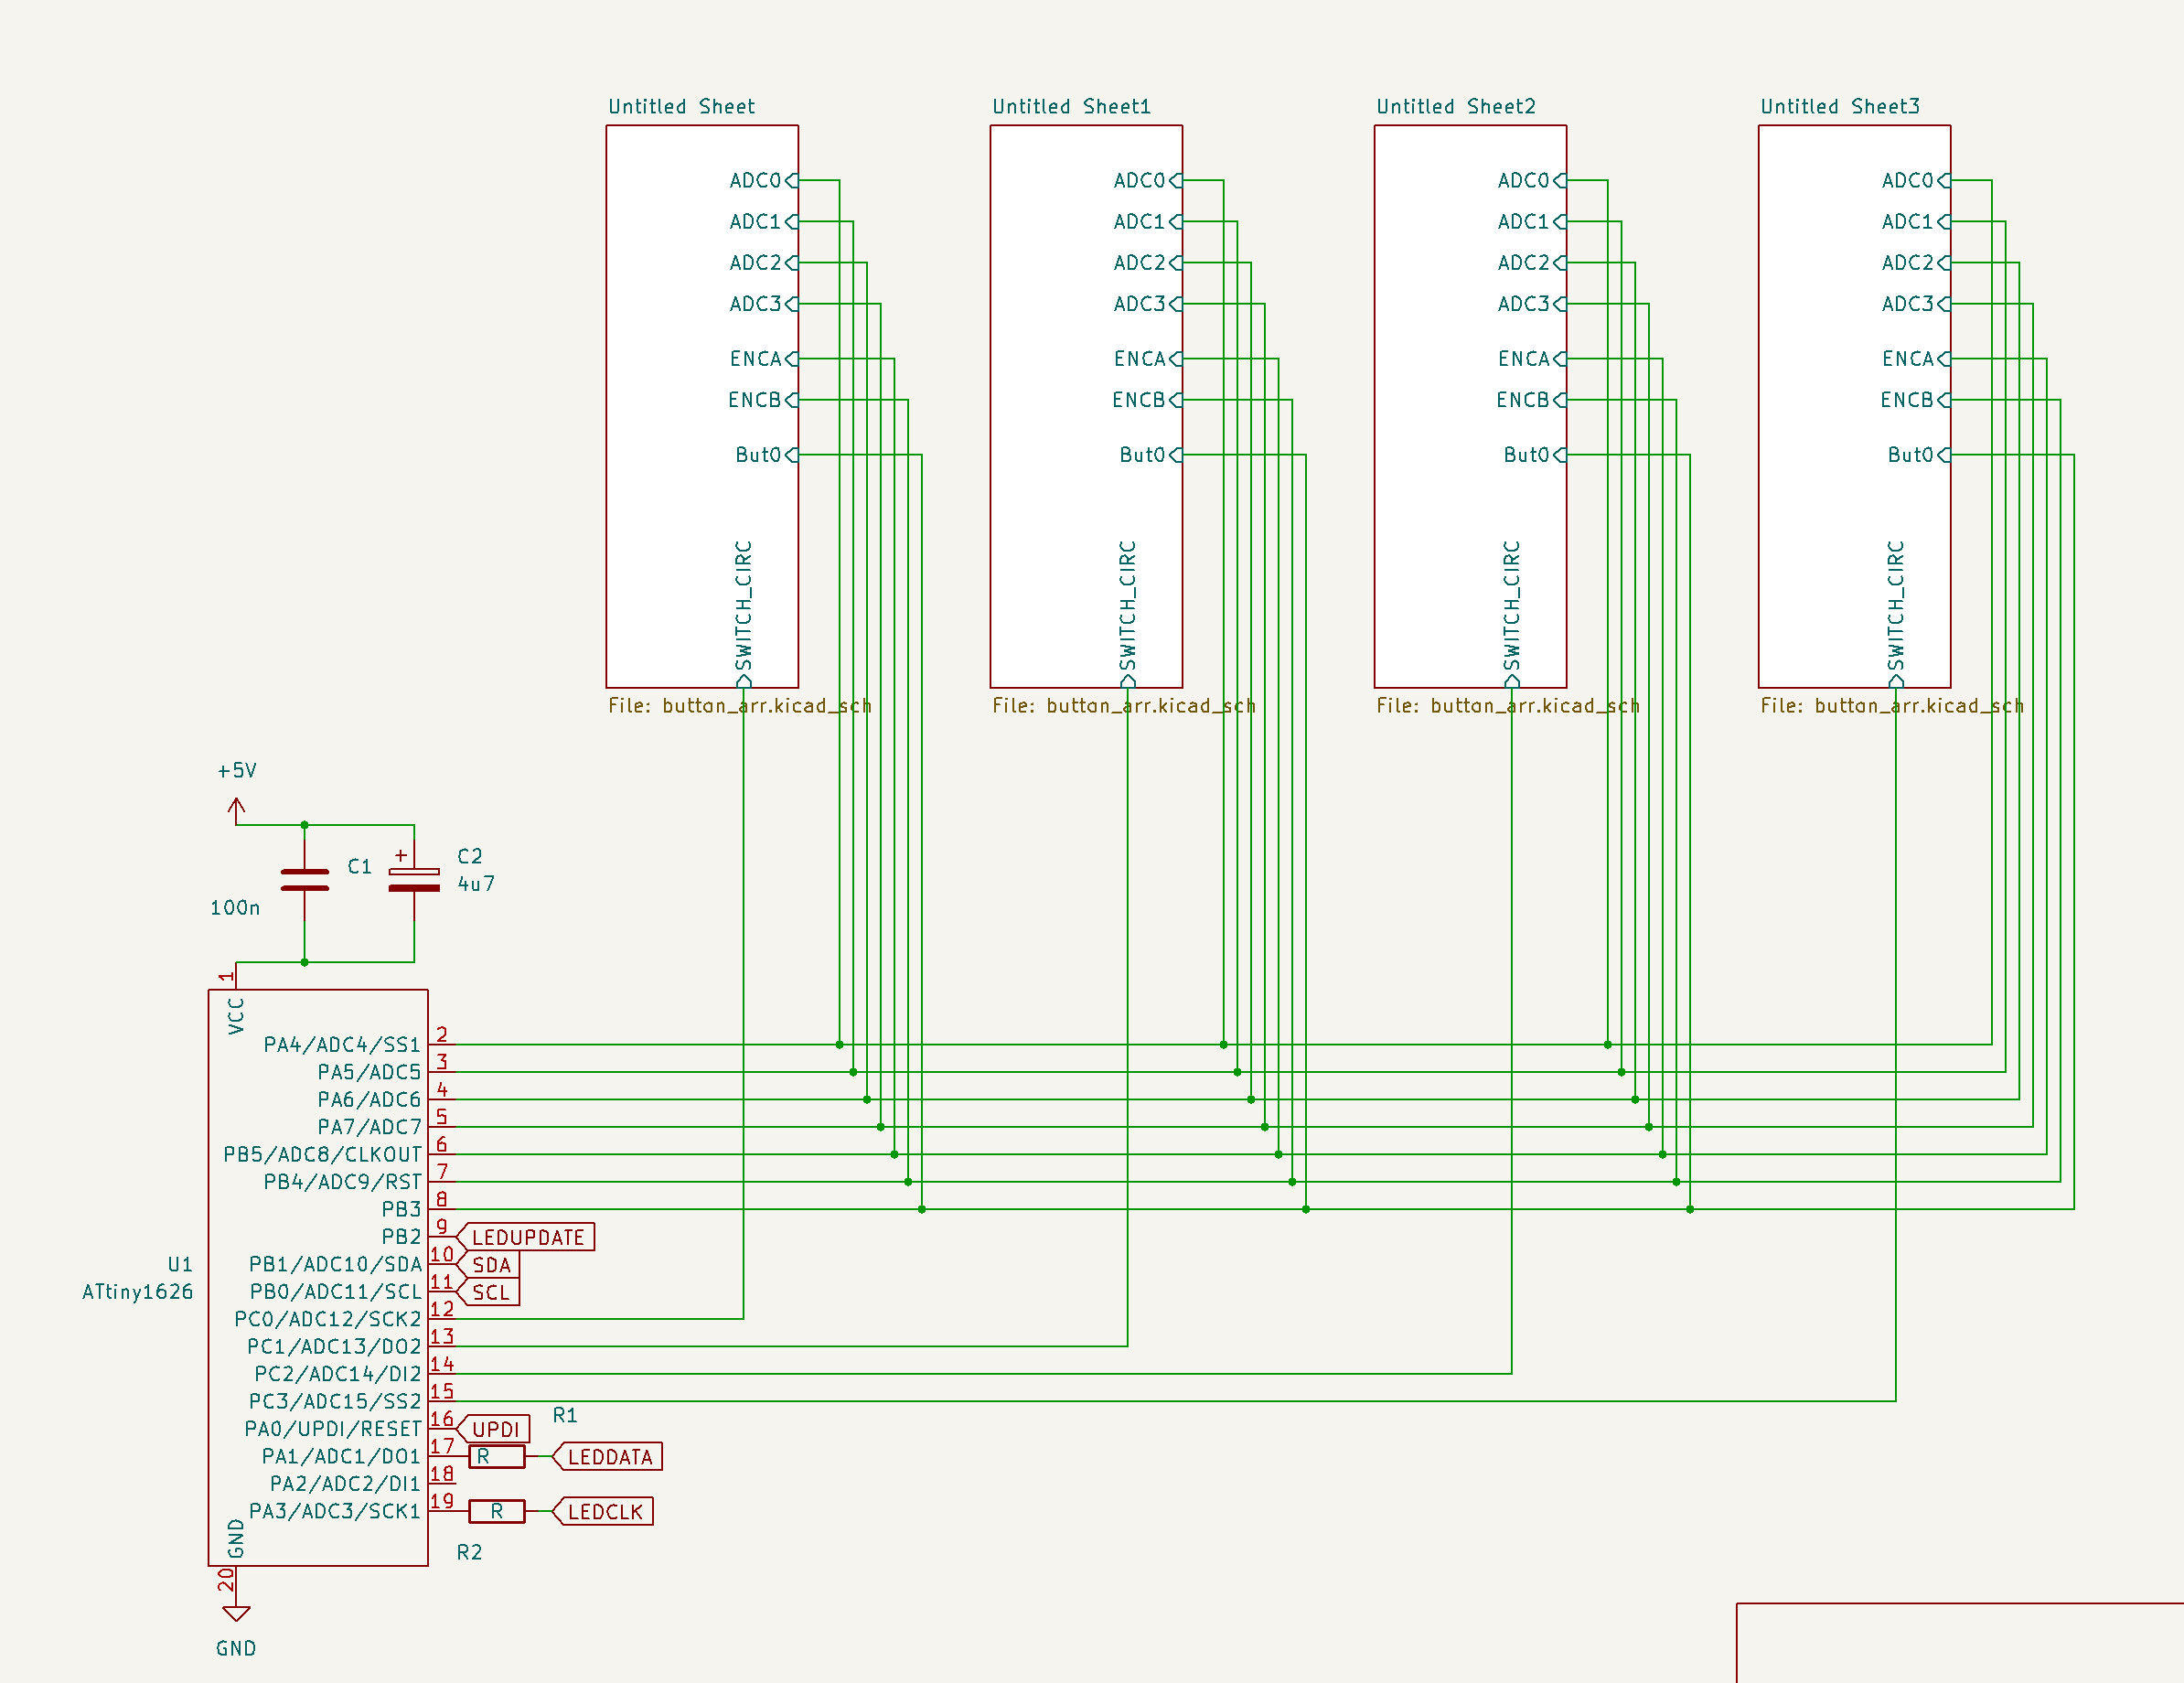 Untitled Sheet
ADC0
ADC1
ADC2
ADC3
ENCA
ENCB
But0
SWITCH_CIRC
File: button_arr.kicad_sch
Untitled Sheet1
ADC0
ADC1
ADC2
ADC3
ENCA
ENCB
But0
SWITCH_CIRC
File: button_arr.kicad_sch
Untitled Sheet2
ADC0
ADC1
ADC2
ADC3
ENCA
ENCB
But0
SWITCH_CIRC
File: button_arr.kicad_sch
Untitled Sheet3
ADC0
ADC1
ADC2
ADC3
ENCA
ENCB
But0
SWITCH_CIRC
File: button_arr.kicad_sch
+5V
C1
100n
+
C2
4u7
1
VCC
PA4/ADC4/SS1 2
PA5/ADC5 3
PA6/ADC6 4
PA7/ADC7 5
PB5/ADC8/CLKOUT 6
PB4/ADC9/RST 7
PB3 8
PB2 9 LEDUPDATE
U1
ATtiny1626
PB1/ADC10/SDA 10 SDA
PB0/ADC11/SCL 11 SCL
PC0/ADC12/SCK2 12
PC1/ADC13/DO2 13
PC2/ADC14/DI2 14
PC3/ADC15/SS2 15
PA0/UPDI/RESET 16 UPDI
R1
PA1/ADC1/DO1 17 R LEDDATA
PA2/ADC2/DI1 18
PA3/ADC3/SCK1 19 R LEDCLK
R2
GND
20
GND